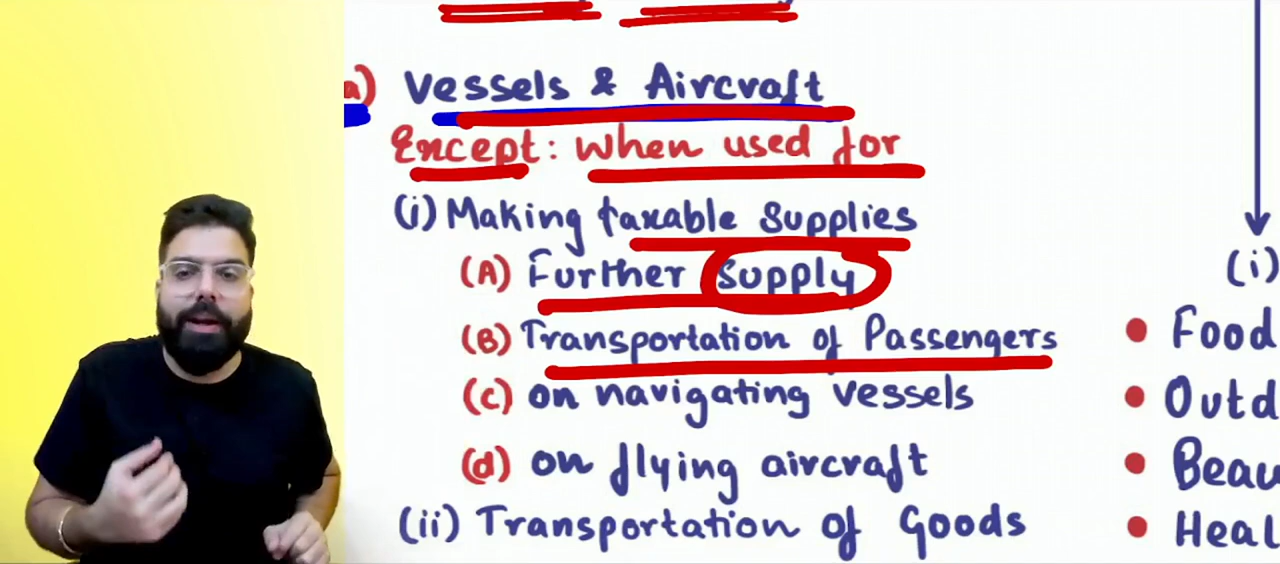 a) Vessels & Aircraft
Except: when used for
(i) Making taxable Supplies
(A) Further Supply
(B) Transportation of Passengers
(c) on navigating vessels
(d) on flying aircraft
(ii) Transportation of Goods
(i)
• Food
• Outd
• Beau
• Heal